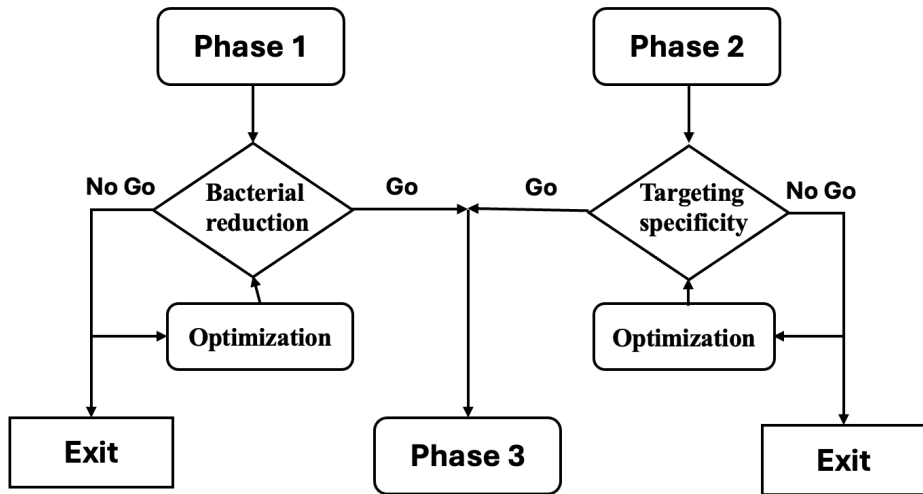 Phase 1
Phase 2
No Go
Bacterial
reduction
Go
Go
Targeting
specificity
No Go
Optimization
Optimization
Exit
Phase 3
Exit